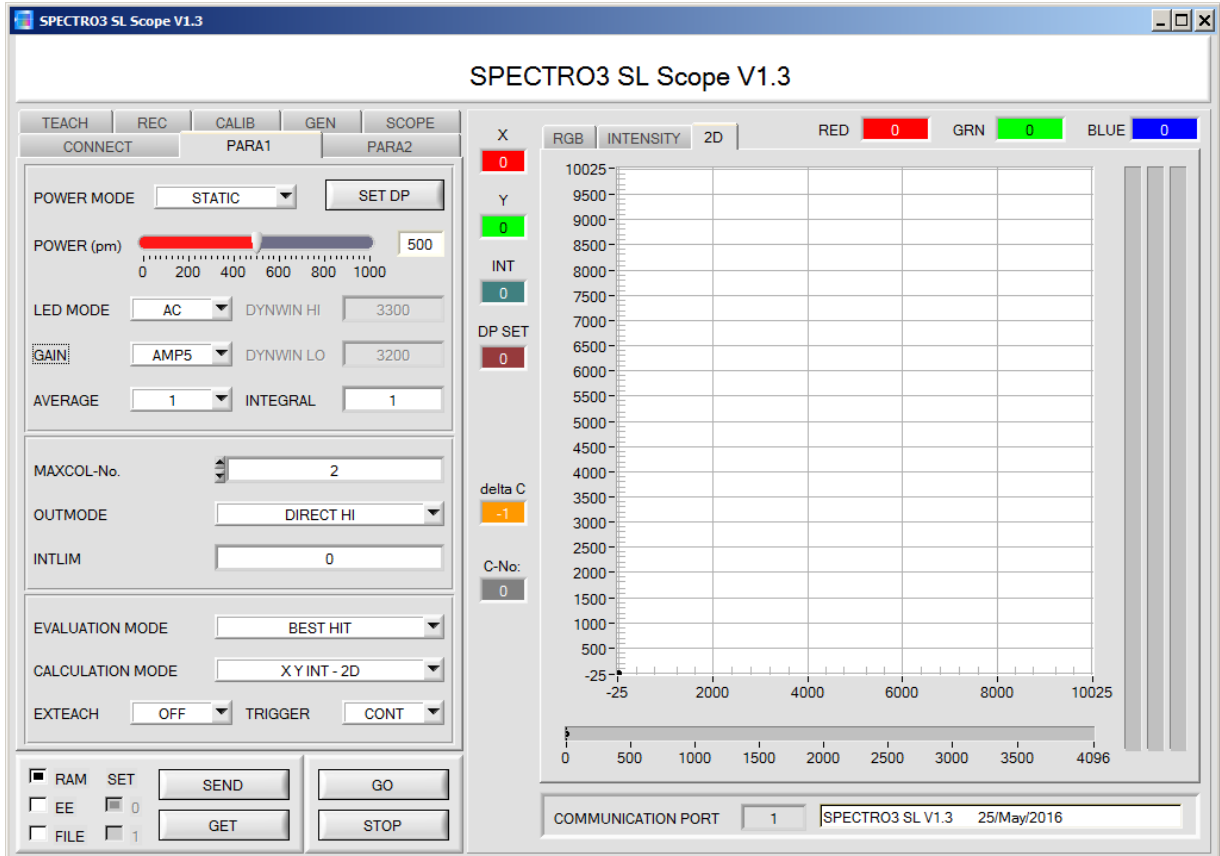 SPECTRO3 SL Scope V1.3
SPECTRO3 SL Scope V1.3
TEACH REC CALIB GEN SCOPE
CONNECT PARA1 PARA2
POWER MODE STATIC SET DP
POWER (pm) 500
0 200 400 600 800 1000
LED MODE AC DYNWIN HI 3300
GAIN AMP5 DYNWIN LO 3200
AVERAGE 1 INTEGRAL 1
MAXCOL-No. 2
OUTMODE DIRECT HI
INTLIM 0
EVALUATION MODE BEST HIT
CALCULATION MODE X Y INT - 2D
EXTEACH OFF TRIGGER CONT
RAM SET SEND GO
EE 0
FILE 1 GET STOP
X
0
Y
0
INT
0
DP SET
0
delta C
-1
C-No:
0
RGB INTENSITY 2D RED 0 GRN 0 BLUE 0
10025
9500
9000
8500
8000
7500
7000
6500
6000
5500
5000
4500
4000
3500
3000
2500
2000
1500
1000
500
-25
-25 2000 4000 6000 8000 10025
0 500 1000 1500 2000 2500 3000 3500 4096
COMMUNICATION PORT 1 SPECTRO3 SL V1.3 25/May/2016